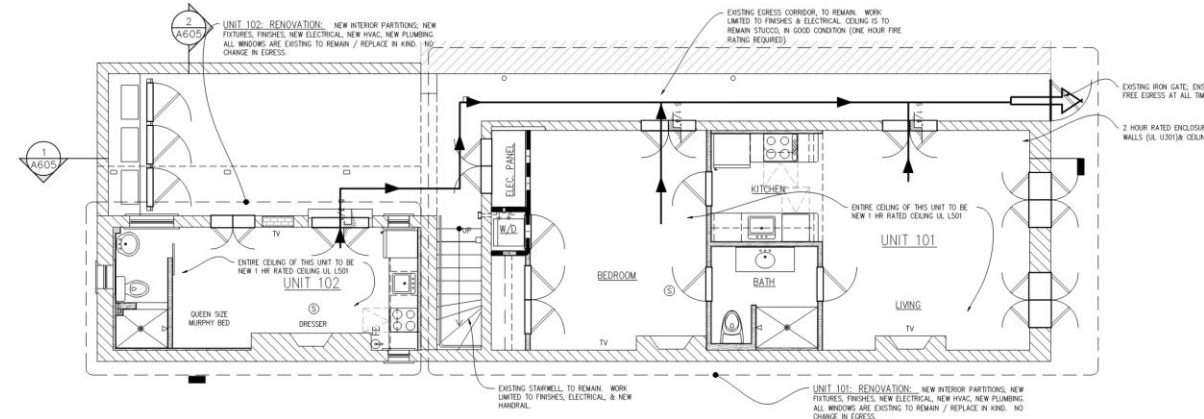 2
A605
UNIT 102: RENOVATION: NEW INTERIOR PARTITIONS; NEW
FIXTURES, FINISHES, NEW ELECTRICAL, NEW HVAC, NEW PLUMBING.
ALL WINDOWS ARE EXISTING TO REMAIN / REPLACE IN KIND. NO
CHANGE IN EGRESS.
EXISTING EGRESS CORRIDOR, TO REMAIN. WORK
LIMITED TO FINISHES & ELECTRICAL. CEILING IS TO
REMAIN STUCCO, IN GOOD CONDITION (ONE HOUR FIRE
RATING REQUIRED)
EXISTING IRON GATE; ENS
FREE EGRESS AT ALL TIM
2 HOUR RATED ENCLOSUR
WALLS (UL U301)& CEILIN
1
A605
ELEC. PANEL
W/D
UP
KITCHEN
ENTIRE CEILING OF THIS UNIT TO BE
NEW 1 HR RATED CEILING UL L501
UNIT 101
TV
ENTIRE CEILING OF THIS UNIT TO BE
NEW 1 HR RATED CEILING UL L501
UNIT 102
BEDROOM
BATH
S
S
QUEEN SIZE
MURPHY BED
DRESSER
FE
LIVING
TV
TV
EXISTING STAIRWELL, TO REMAIN. WORK
LIMITED TO FINISHES, ELECTRICAL, & NEW
HANDRAIL.
UNIT 101: RENOVATION: NEW INTERIOR PARTITIONS; NEW
FIXTURES, FINISHES, NEW ELECTRICAL, NEW HVAC, NEW PLUMBING.
ALL WINDOWS ARE EXISTING TO REMAIN / REPLACE IN KIND. NO
CHANGE IN EGRESS.